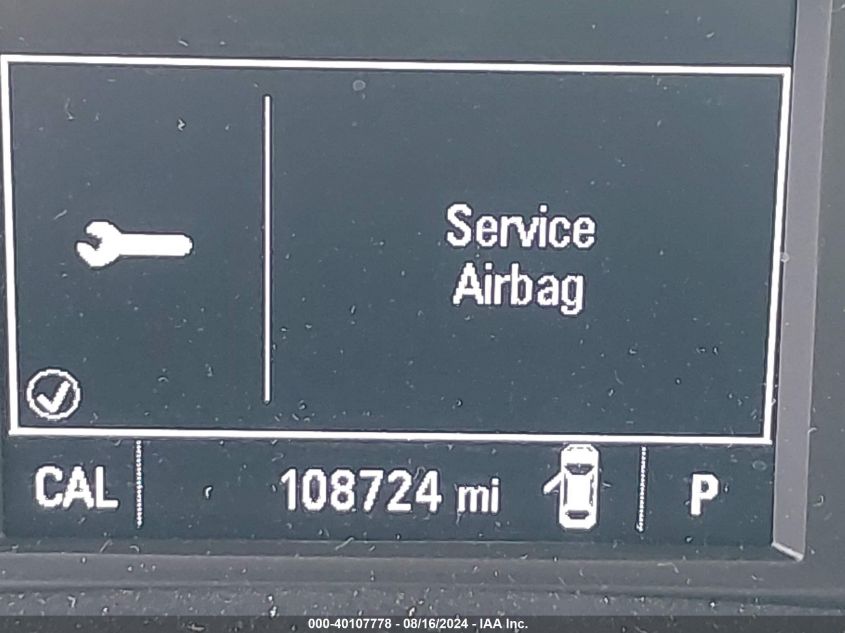 Service
Airbag
CAL 108724 mi P
000-40107778 - 08/16/2024 - IAA Inc.